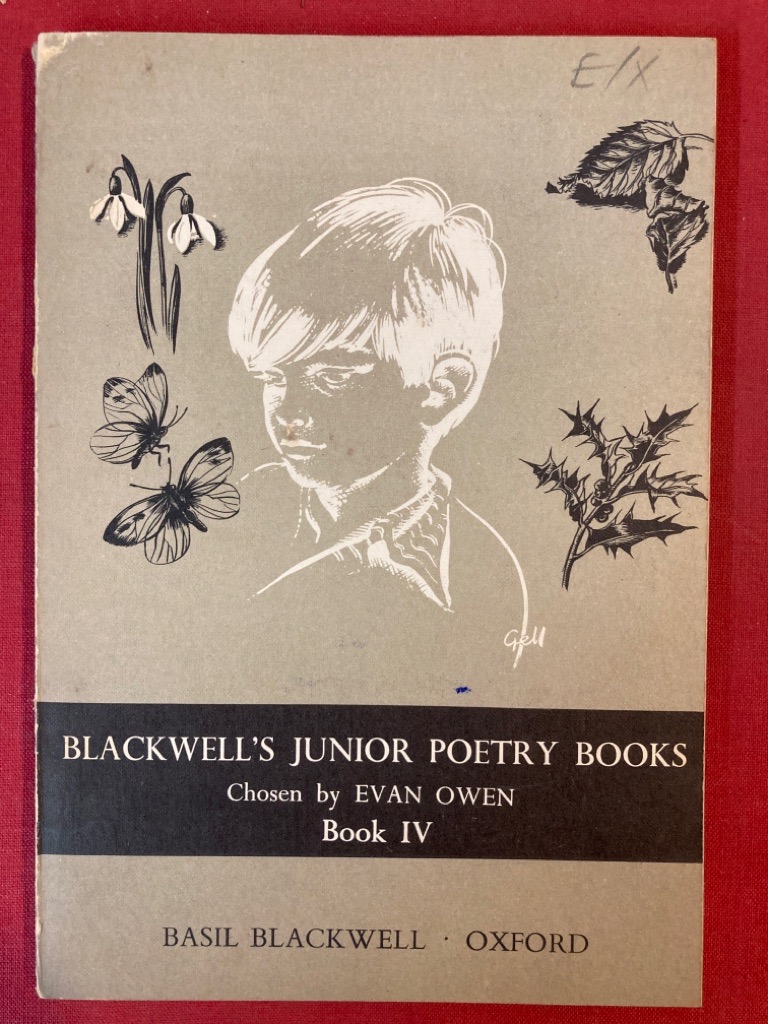 E/X
Gell
BLACKWELL'S JUNIOR POETRY BOOKS
Chosen by EVAN OWEN
Book IV
BASIL BLACKWELL · OXFORD